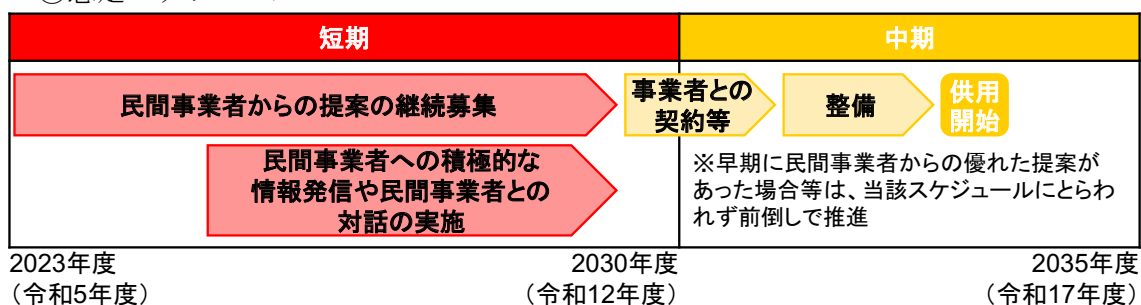 短期
中期
民間事業者からの提案の継続募集
事業者との
契約等
整備
供用
開始
民間事業者への積極的な
情報発信や民間事業者との
対話の実施
※早期に民間事業者からの優れた提案が
あった場合等は、当該スケジュールにとらわ
れず前倒しで推進
2023年度
（令和5年度）
2030年度
（令和12年度）
2035年度
（令和17年度）